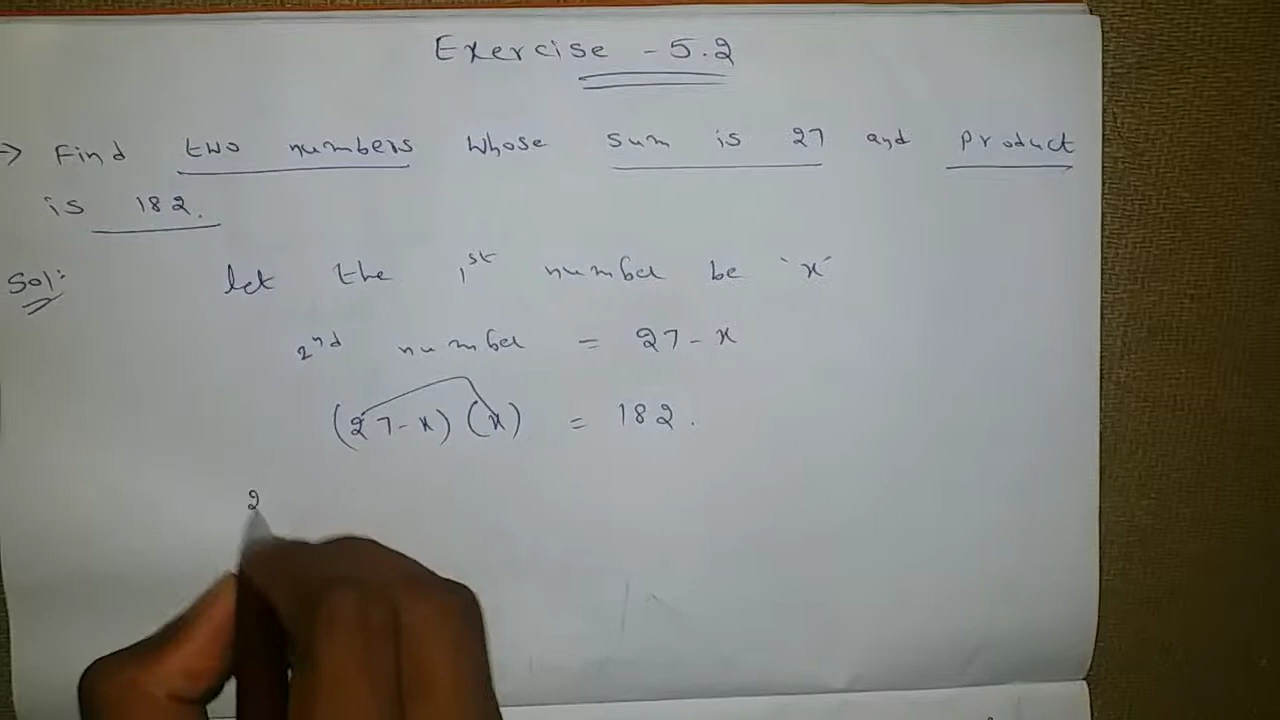 Exercise - 5.2
→ Find two numbers whose sum is 27 and product
is 182.
Sol:
let the 1st number be 'x'
2nd number = 27 - x
(27 - x) (x) = 182.
2